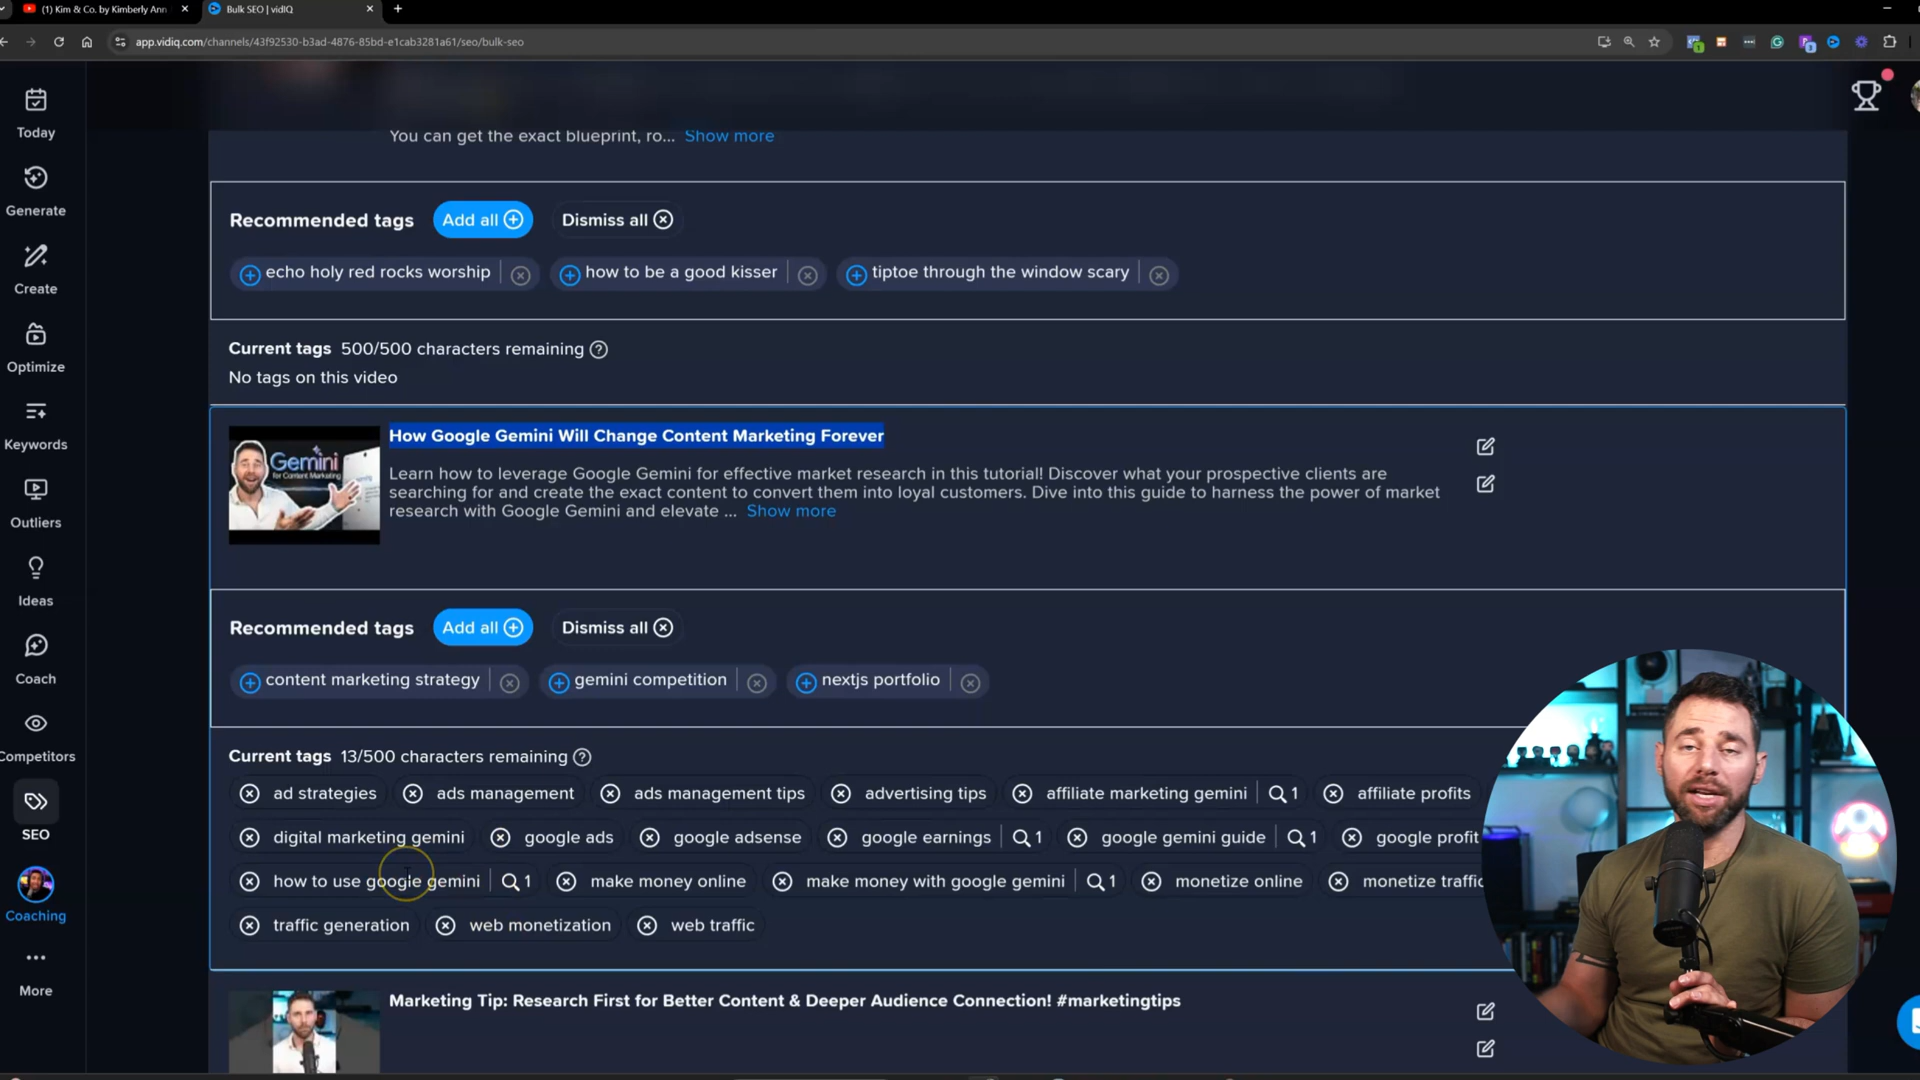 (1) Kim & Co. by Kimberly Ann
Bulk SEO | vidIQ
app.vidiq.com/channels/43f92530-b3ad-4876-85bd-e1cab3281a61/seo/bulk-seo
Today
Generate
Create
Optimize
Keywords
Outliers
Ideas
Coach
Competitors
SEO
Coaching
More
You can get the exact blueprint, ro... Show more
Recommended tags Add all Dismiss all
echo holy red rocks worship how to be a good kisser tiptoe through the window scary
Current tags 500/500 characters remaining ?
No tags on this video
Gemini
for Content Marketing
How Google Gemini Will Change Content Marketing Forever
Learn how to leverage Google Gemini for effective market research in this tutorial! Discover what your prospective clients are
searching for and create the exact content to convert them into loyal customers. Dive into this guide to harness the power of market
research with Google Gemini and elevate ... Show more
Recommended tags Add all Dismiss all
content marketing strategy gemini competition nextjs portfolio
Current tags 13/500 characters remaining ?
ad strategies ads management ads management tips advertising tips affiliate marketing gemini 1 affiliate profits
digital marketing gemini google ads google adsense google earnings 1 google gemini guide 1 google profit
how to use google gemini 1 make money online make money with google gemini 1 monetize online monetize traffic
traffic generation web monetization web traffic
Marketing Tip: Research First for Better Content & Deeper Audience Connection! #marketingtips